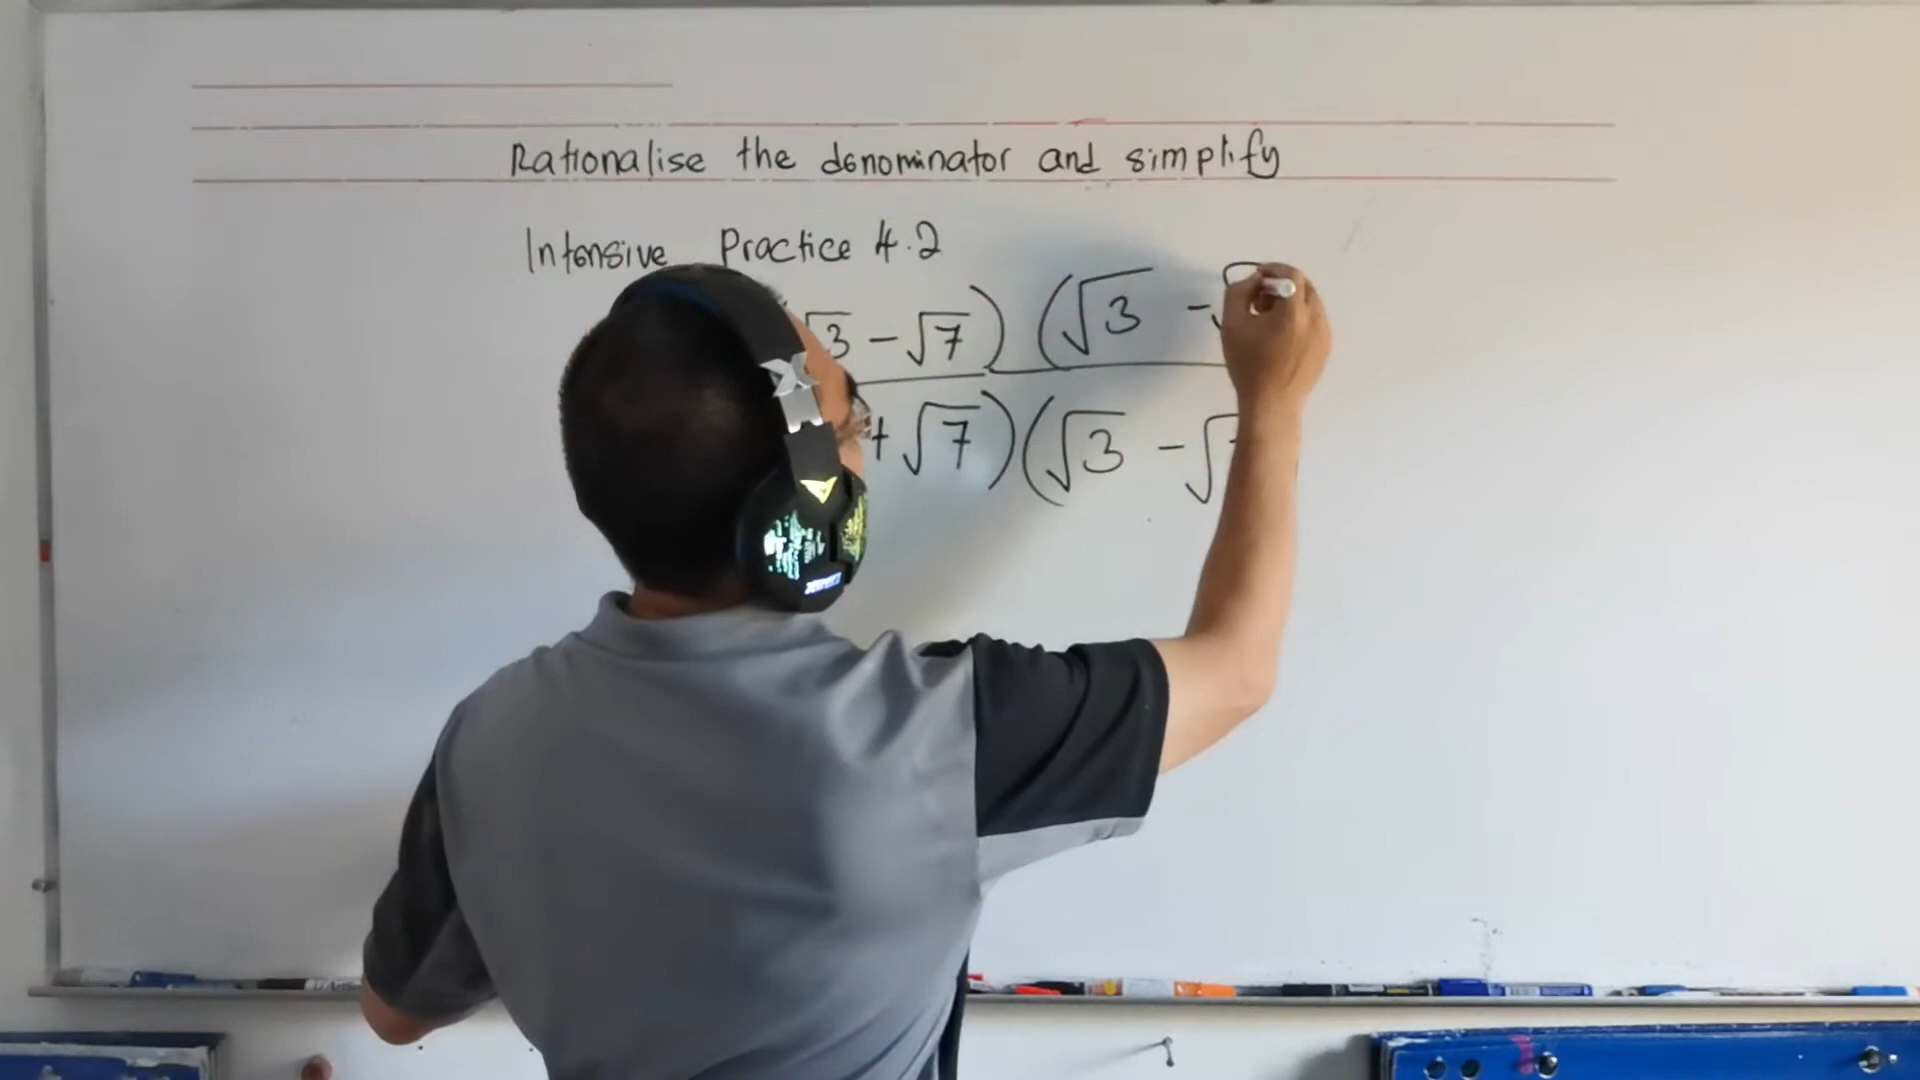 Rationalise the denominator and simplify
Intensive Practice 4.2
√3 - √7) (√3 - √
+ √7) (√3 - √